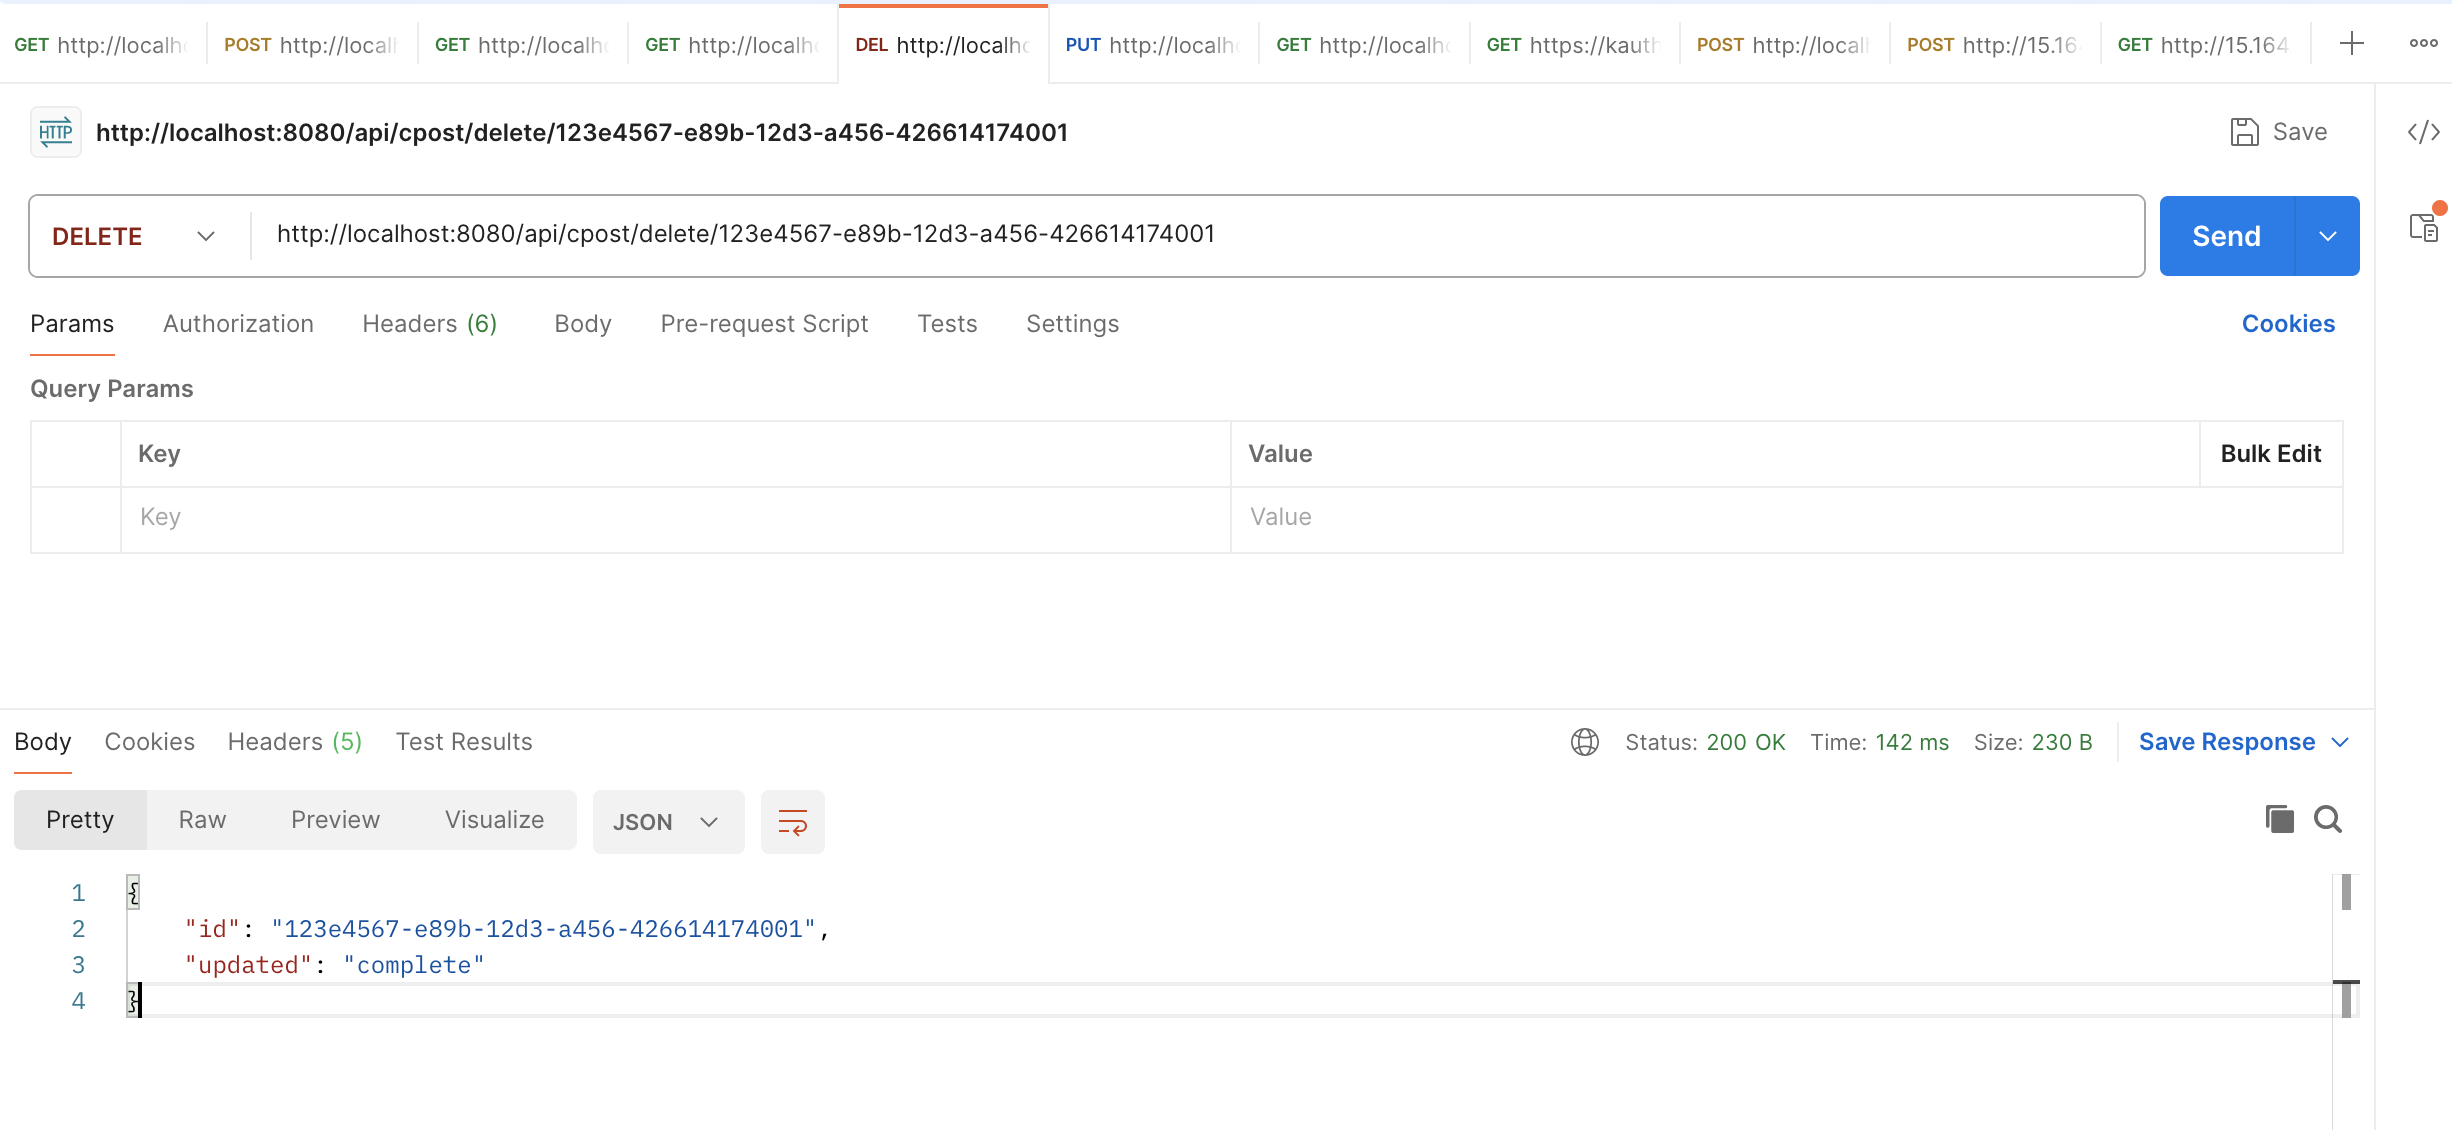 GET http://localh POST http://local GET http://localh GET http://localh DEL http://localh PUT http://localh GET http://localh GET https://kauth POST http://local POST http://15.16 GET http://15.164
HTTP http://localhost:8080/api/cpost/delete/123e4567-e89b-12d3-a456-426614174001 Save
DELETE http://localhost:8080/api/cpost/delete/123e4567-e89b-12d3-a456-426614174001 Send
Params Authorization Headers (6) Body Pre-request Script Tests Settings Cookies
Query Params
Key Value Bulk Edit
Key Value
Body Cookies Headers (5) Test Results Status: 200 OK Time: 142 ms Size: 230 B Save Response
Pretty Raw Preview Visualize JSON
1 {
2 "id": "123e4567-e89b-12d3-a456-426614174001",
3 "updated": "complete"
4 }